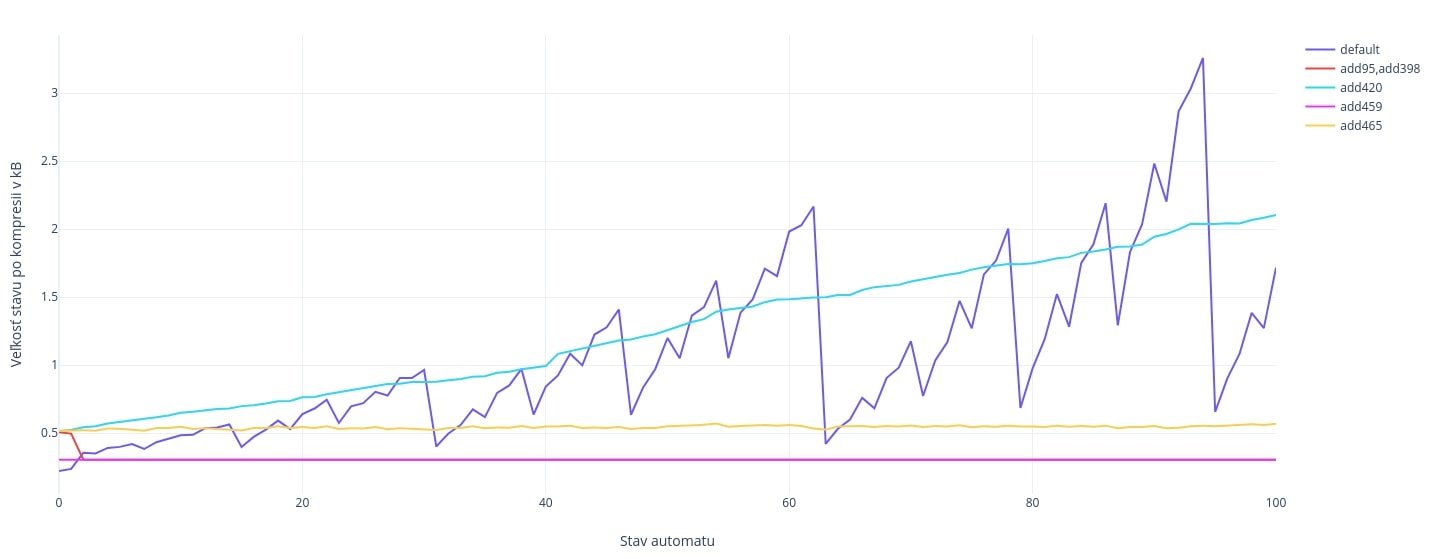 default
add95,add398
add420
add459
add465
3
2.5
2
1.5
1
0.5
Veľkosť stavu po kompresii v kB
0 20 40 60 80 100
Stav automatu